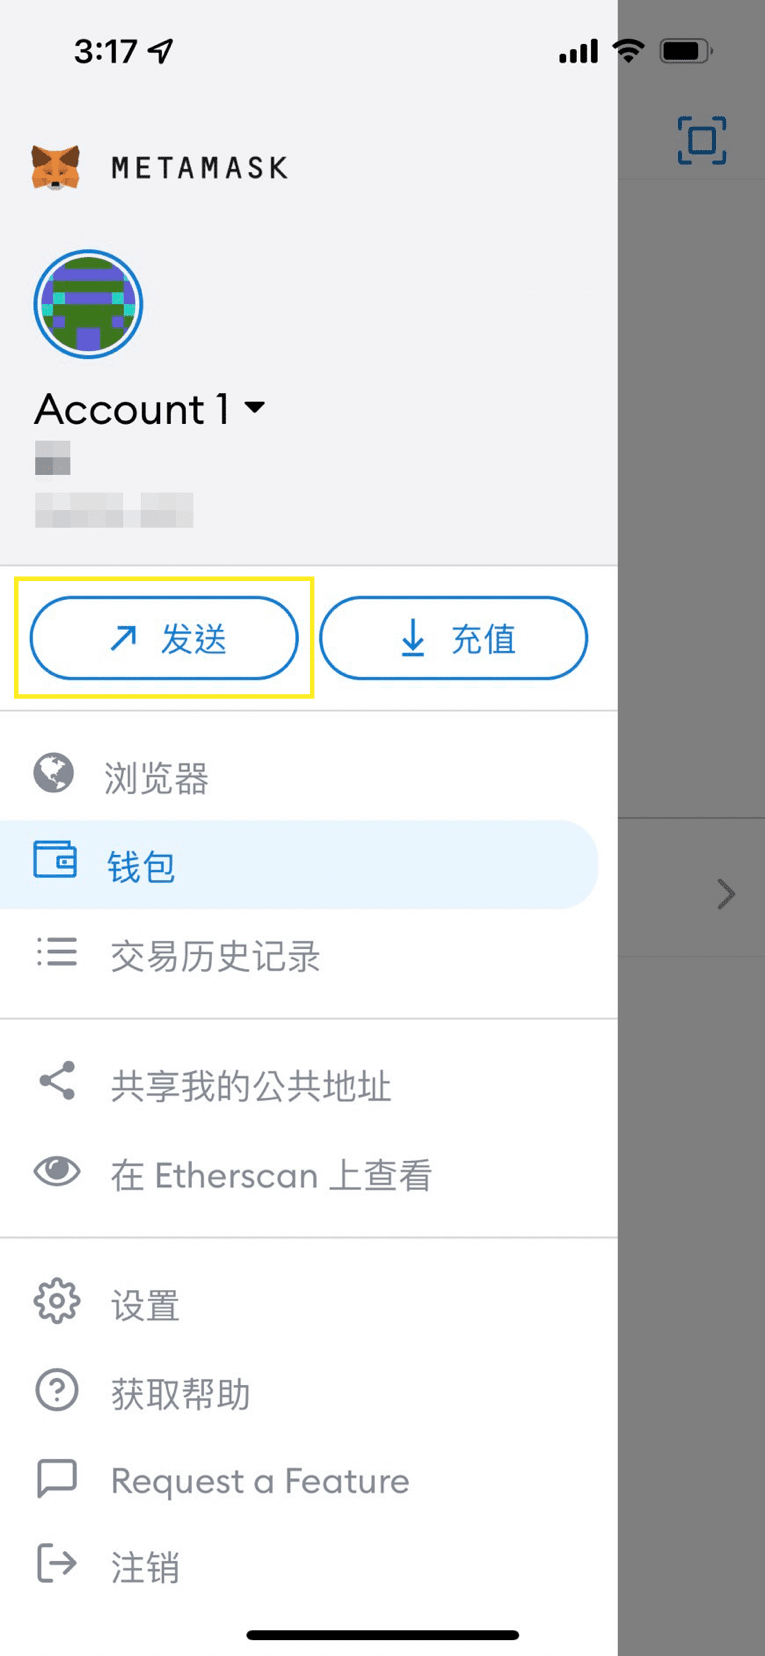 3:17
METAMASK
Account 1
发送
充值
浏览器
钱包
交易历史记录
共享我的公共地址
在 Etherscan 上查看
设置
获取帮助
Request a Feature
注销